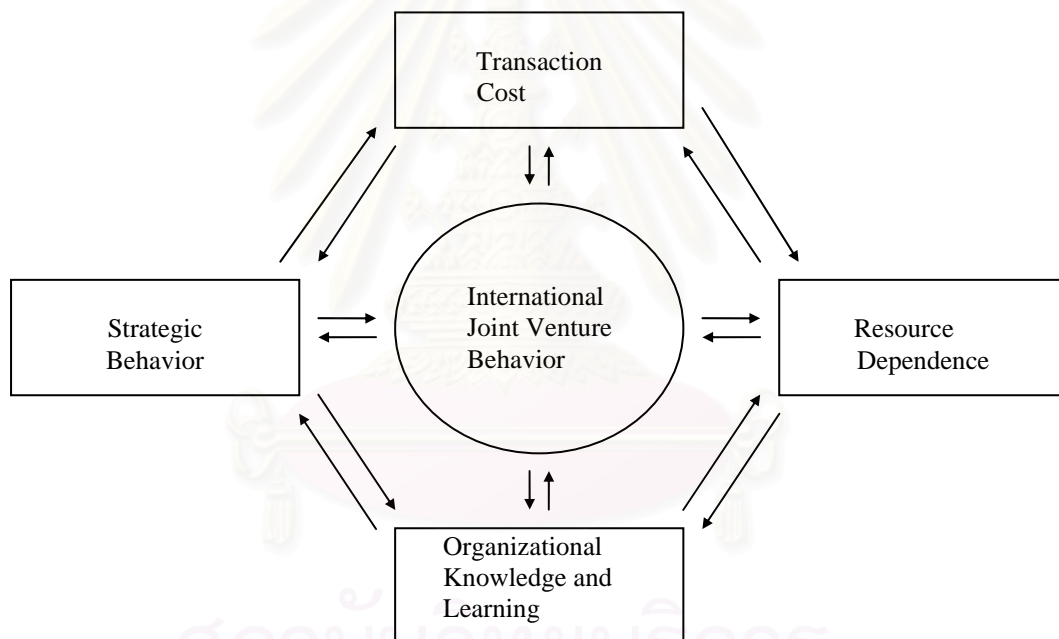 Transaction
Cost
Strategic
Behavior
International
Joint Venture
Behavior
Resource
Dependence
Organizational
Knowledge and
Learning